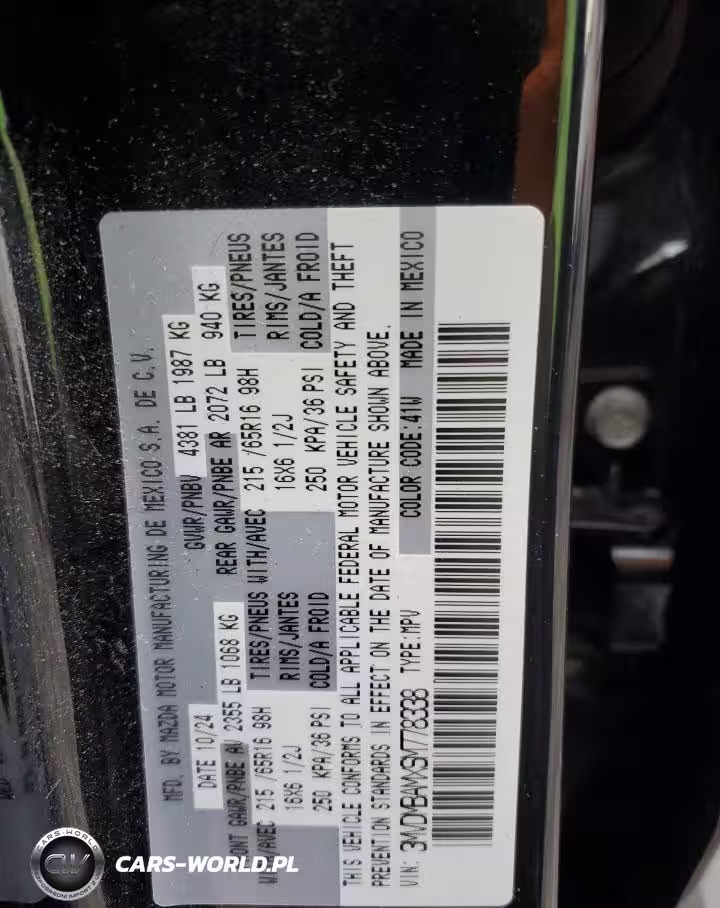 MFD. BY MAZDA MOTOR MANUFACTURING DE MEXICO S.A. DE C.V.
DATE 10/24 GVWR/PNBV 4381 LB 1987 KG
GAWR/PNBE AV 2355 LB 1068 KG REAR GAWR/PNBE AR 2072 LB 940 KG
WITH/AVEC 215 /65R16 98H TIRES/PNEUS WITH/AVEC 215 /65R16 98H TIRES/PNEUS
16X6 1/2J RIMS/JANTES 16X6 1/2J RIMS/JANTES
250 KPA/36 PSI COLD/A FROID 250 KPA/36 PSI COLD/A FROID
THIS VEHICLE CONFORMS TO ALL APPLICABLE FEDERAL MOTOR VEHICLE SAFETY AND THEFT
PREVENTION STANDARDS IN EFFECT ON THE DATE OF MANUFACTURE SHOWN ABOVE.
VIN: 3MVDMBAMXSM778338 TYPE:MPV COLOR CODE:41W MADE IN MEXICO
CW
CARS-WORLD.PL